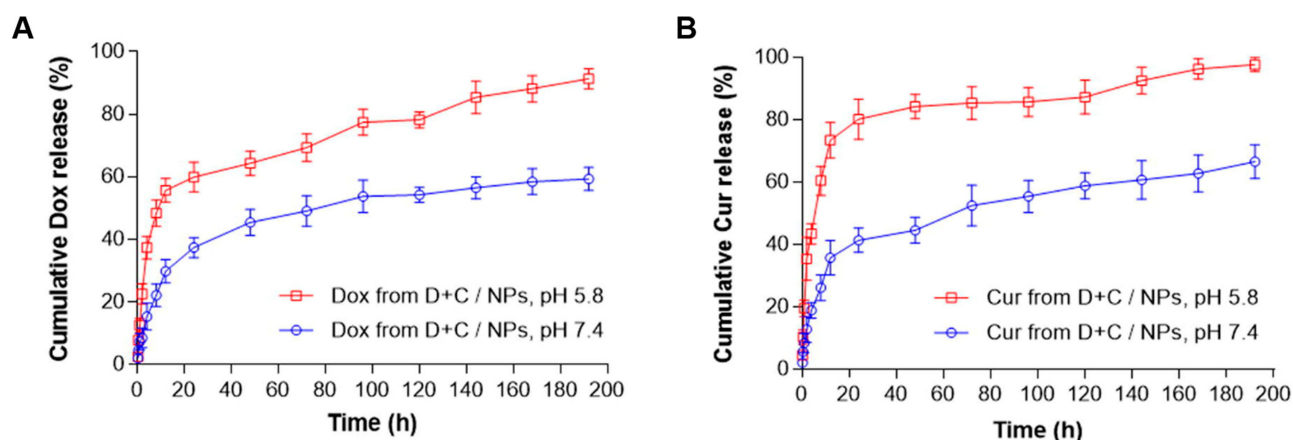 A
Cumulative Dox release (%)
100
80
60
40
20
0
Dox from D+C / NPs, pH 5.8
Dox from D+C / NPs, pH 7.4
0 20 40 60 80 100 120 140 160 180 200
Time (h)
B
Cumulative Cur release (%)
100
80
60
40
20
0
Cur from D+C / NPs, pH 5.8
Cur from D+C / NPs, pH 7.4
0 20 40 60 80 100 120 140 160 180 200
Time (h)